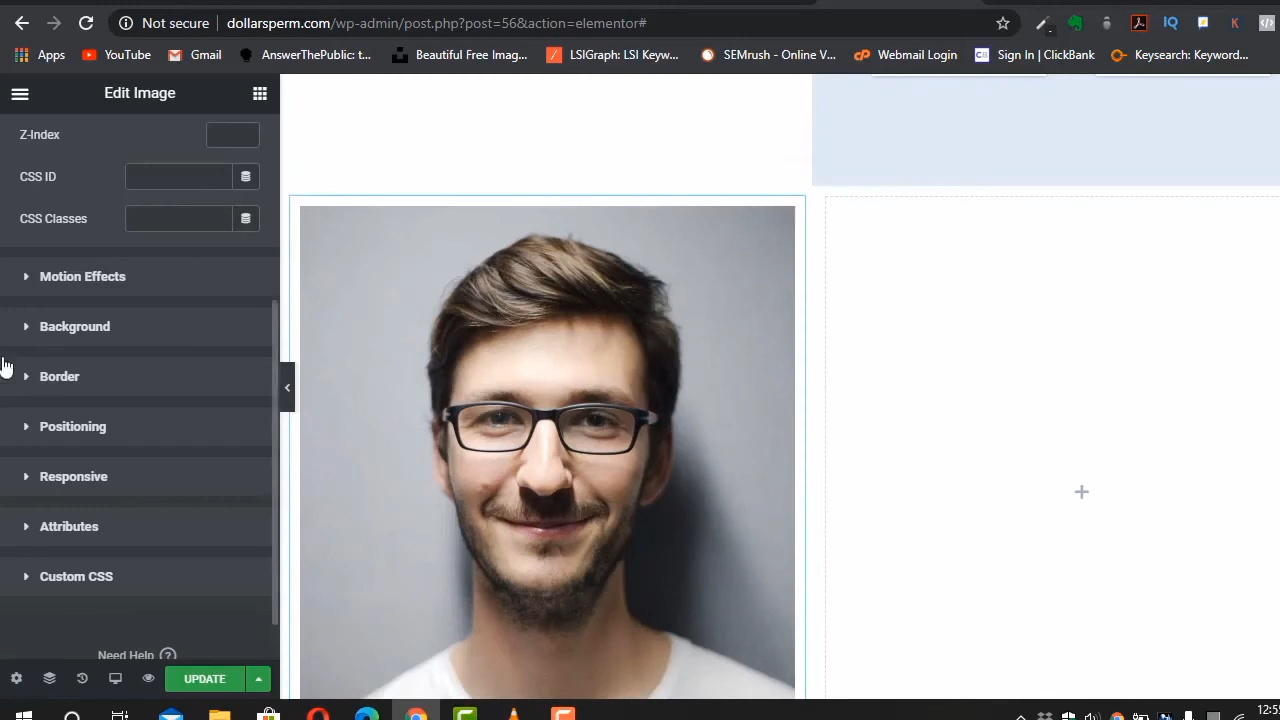 Not secure dollarsperm.com/wp-admin/post.php?post=56&action=elementor#
Apps YouTube Gmail AnswerThePublic: t... Beautiful Free Imag... LSIGraph: LSI Keyw... SEMrush - Online V... Webmail Login Sign In | ClickBank Keysearch: Keyword...
Edit Image
Z-Index
CSS ID
CSS Classes
Motion Effects
Background
Border
Positioning
Responsive
Attributes
Custom CSS
Need Help ?
UPDATE